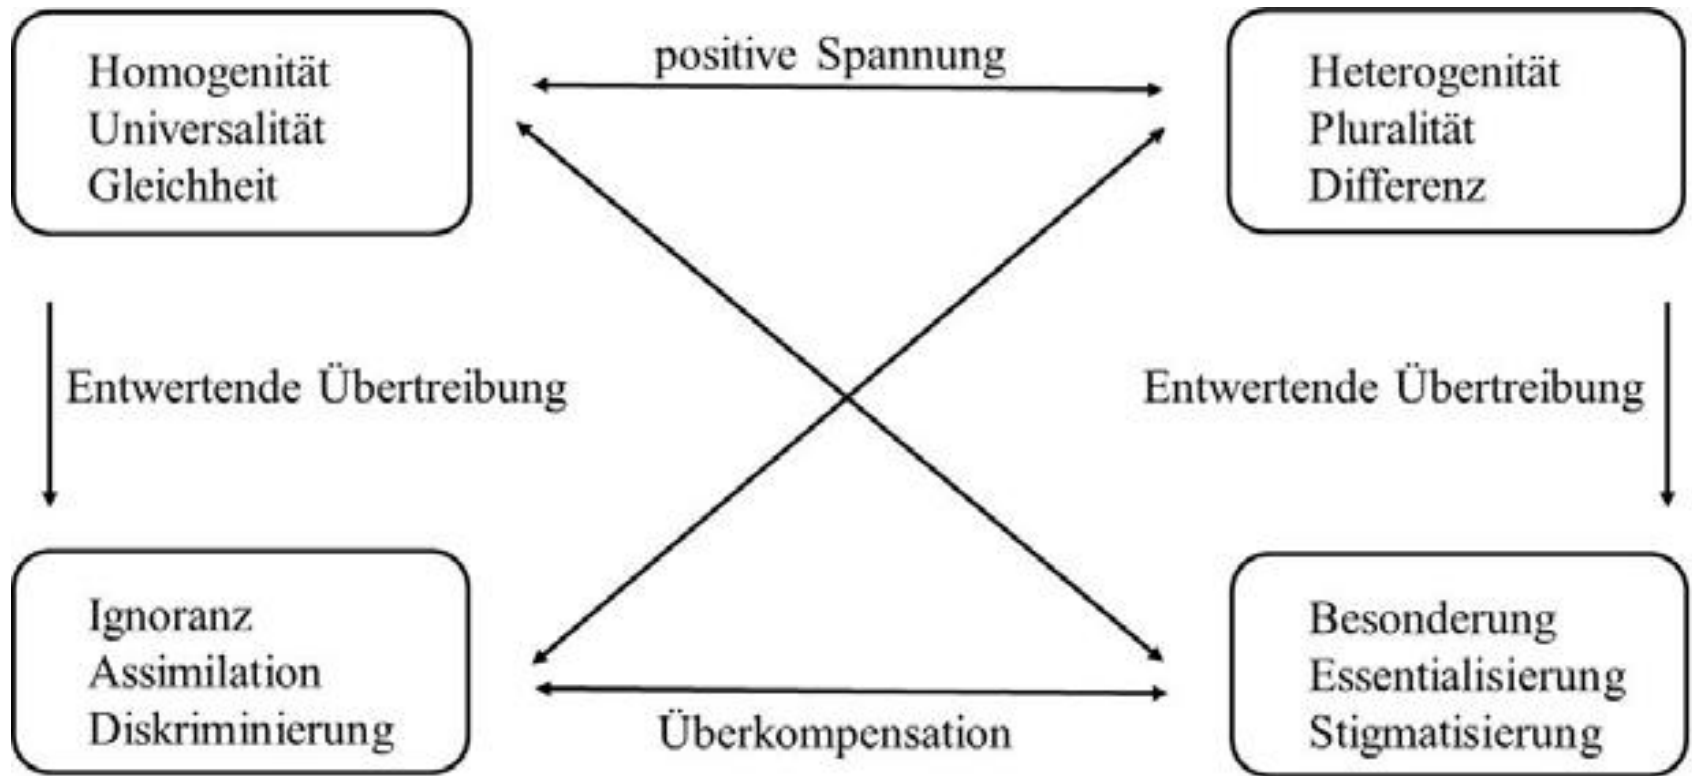 Homogenität
Universalität
Gleichheit
positive Spannung
Heterogenität
Pluralität
Differenz
Entwertende Übertreibung
Entwertende Übertreibung
Ignoranz
Assimilation
Diskriminierung
Überkompensation
Besonderung
Essentialisierung
Stigmatisierung